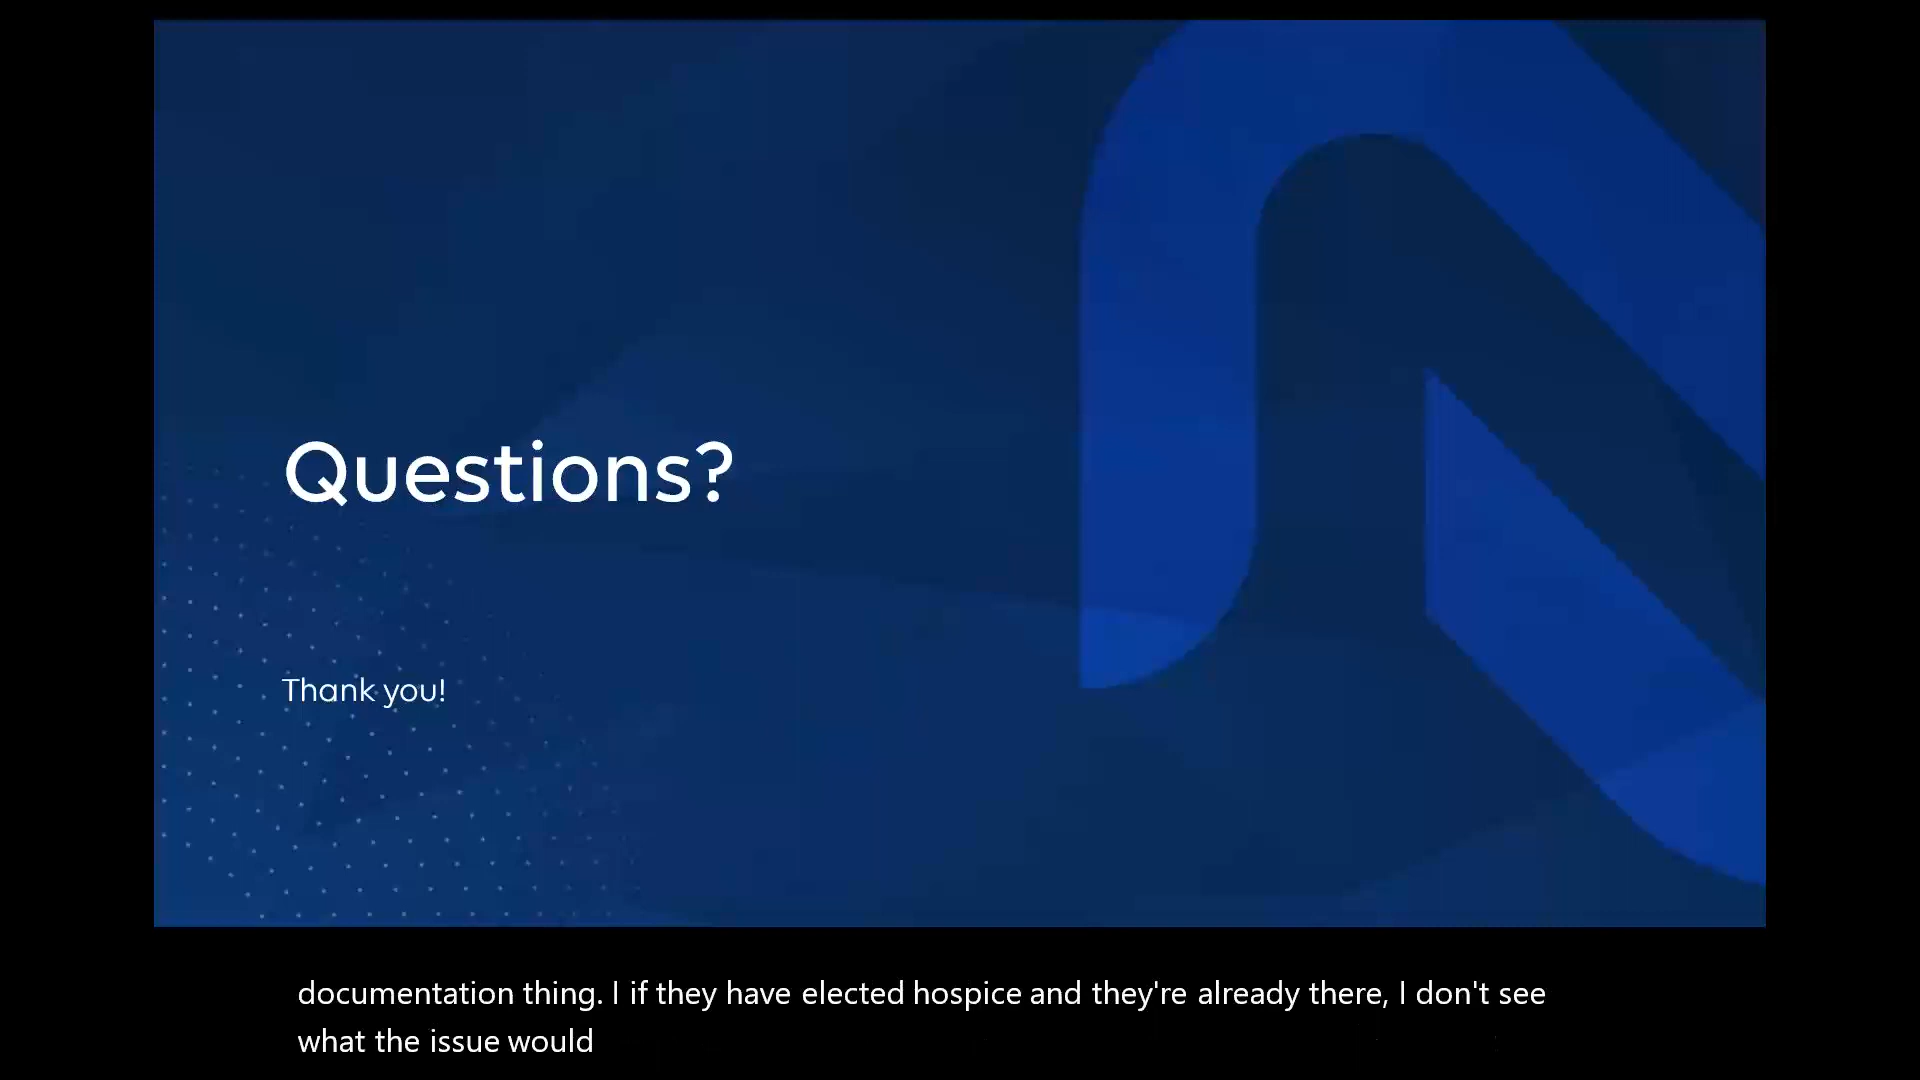 Questions?
Thank you!
documentation thing. I if they have elected hospice and they're already there, I don't see
what the issue would